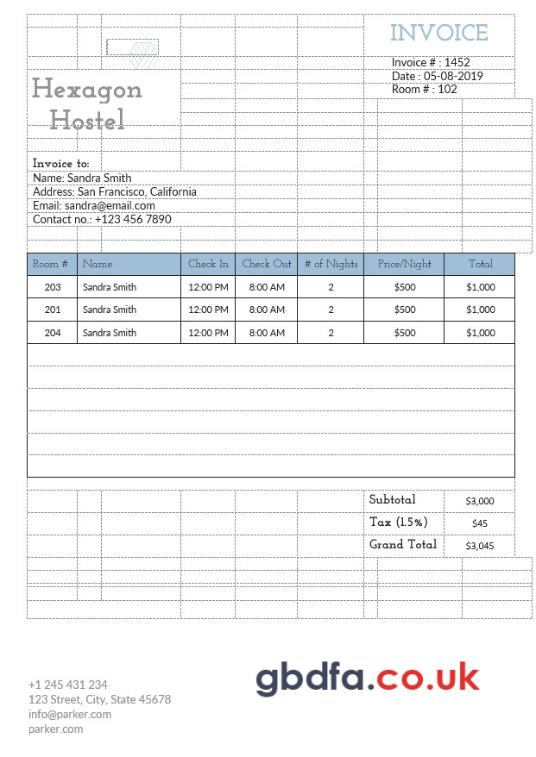 INVOICE
Invoice # : 1452
Date : 05-08-2019
Room # : 102
Hexagon
Hostel
Invoice to:
Name: Sandra Smith
Address: San Francisco, California
Email: sandra@email.com
Contact no.: +123 456 7890
Room # Name Check In Check Out # of Nights Price/Night Total
203 Sandra Smith 12:00 PM 8:00 AM 2 $500 $1,000
201 Sandra Smith 12:00 PM 8:00 AM 2 $500 $1,000
204 Sandra Smith 12:00 PM 8:00 AM 2 $500 $1,000
Subtotal $3,000
Tax (1.5%) $45
Grand Total $3,045
gbdfa.co.uk
+1 245 431 234
123 Street, City, State 45678
info@parker.com
parker.com